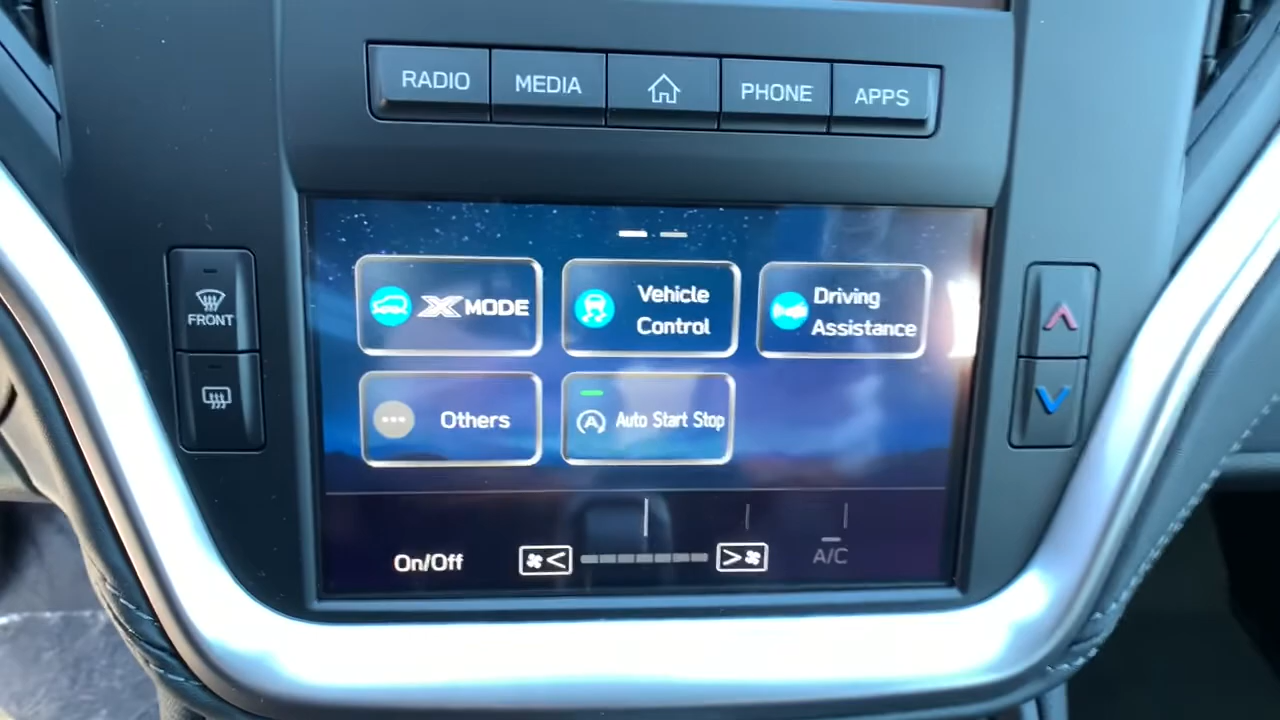 RADIO
MEDIA
PHONE
APPS
FRONT
X MODE
Vehicle
Control
Driving
Assistance
Others
A
Auto Start Stop
On/Off
<
>
A/C